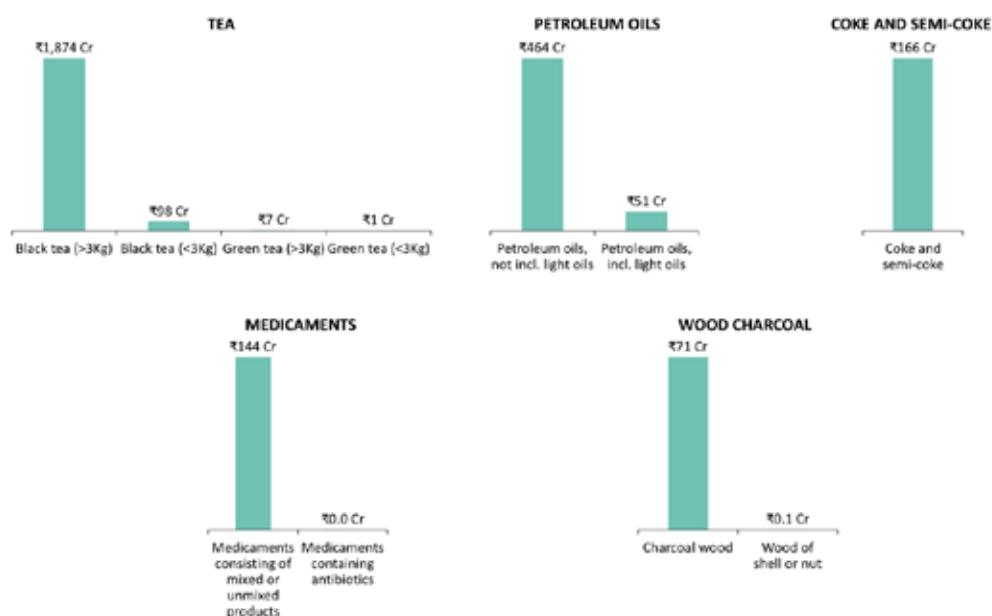 TEA
₹1,874 Cr
₹98 Cr
₹7 Cr
₹1 Cr
Black tea (>3Kg) Black tea (<3Kg) Green tea (>3Kg) Green tea (<3Kg)
PETROLEUM OILS
₹464 Cr
₹51 Cr
Petroleum oils,
not incl. light oils
Petroleum oils,
incl. light oils
COKE AND SEMI-COKE
₹166 Cr
Coke and
semi-coke
MEDICAMENTS
₹144 Cr
₹0.0 Cr
Medicaments
consisting of
mixed or
unmixed
products
Medicaments
containing
antibiotics
WOOD CHARCOAL
₹71 Cr
₹0.1 Cr
Charcoal wood
Wood of
shell or nut